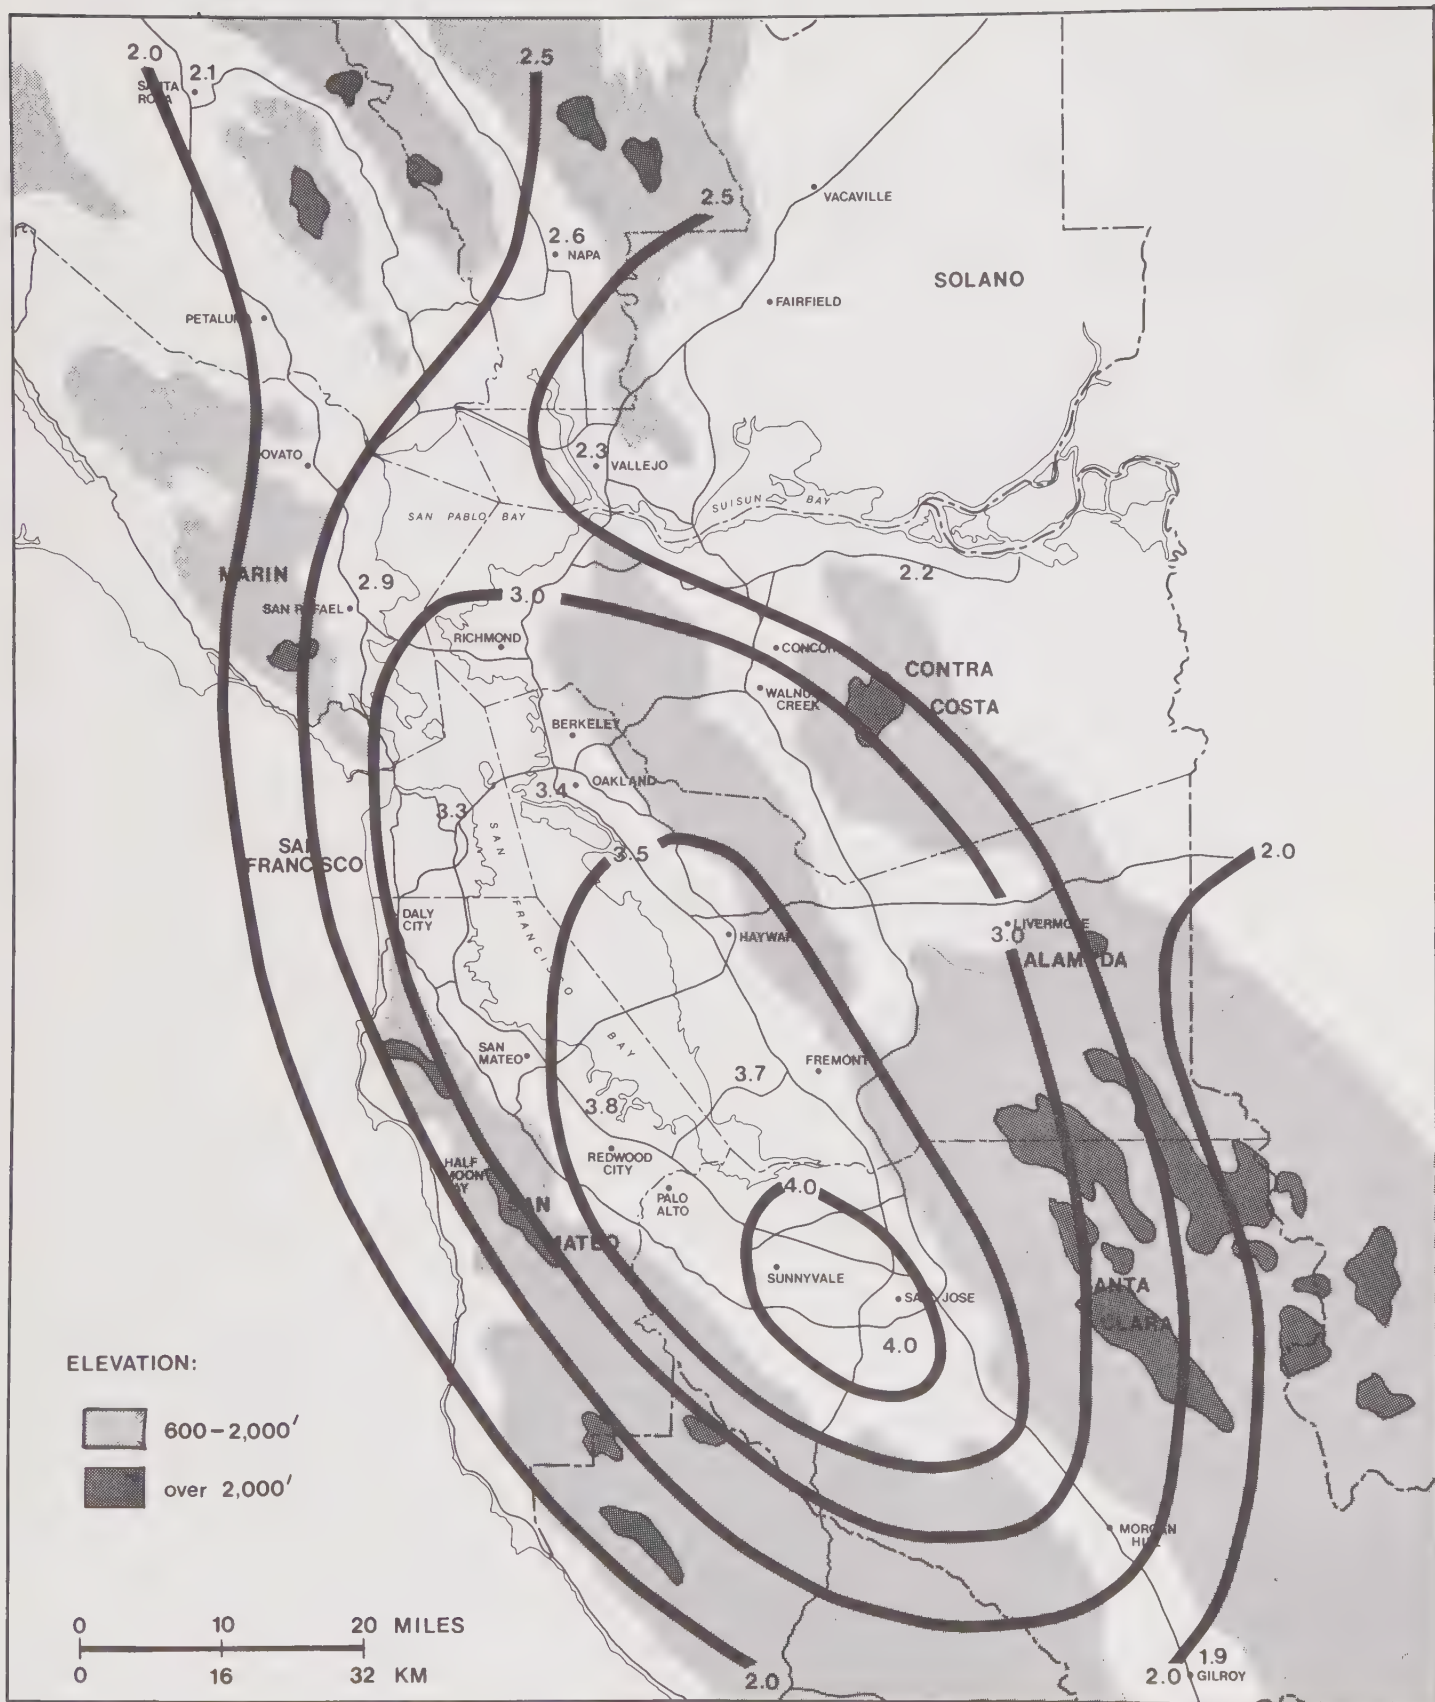 2.0
2.5
2.1
SANTA
ROSA
VACAVILLE
2.5
2.6
NAPA
SOLANO
FAIRFIELD
PETALUMA
2.3
VALLEJO
OVATO
SUISUN BAY
SAN PABLO BAY
MARIN
2.9
2.2
3.0
SAN RAFAEL
RICHMOND
CONCOR
CONTRA
COSTA
WALNUT
CREEK
BERKELEY
OAKLAND
3.4
3.3
SAN
FRANCISCO
3.5
2.0
SAN
FRANCISCO
BAY
DALY
CITY
LIVERMORE
3.0
HAYWARD
ALAMEDA
SAN
MATEO
FREMONT
3.7
3.8
REDWOOD
CITY
HALF
MOON
BAY
PALO
ALTO
4.0
SAN
MATEO
SUNNYVALE
SAN JOSE
SANTA
CLARA
4.0
ELEVATION:
600-2,000'
over 2,000'
MORGAN
HILL
0 10 20 MILES
0 16 32 KM
2.0
2.0
1.9
GILROY